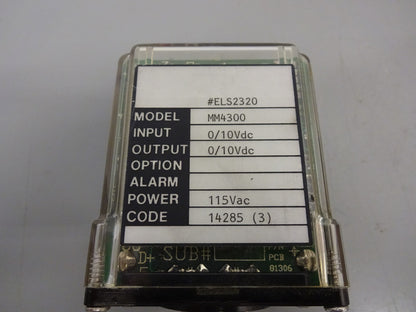 #ELS2320
MODEL MM4300
INPUT 0/10Vdc
OUTPUT 0/10Vdc
OPTION
ALARM
POWER 115Vac
CODE 14285 (3)
SUB#
D+
PCB
81306